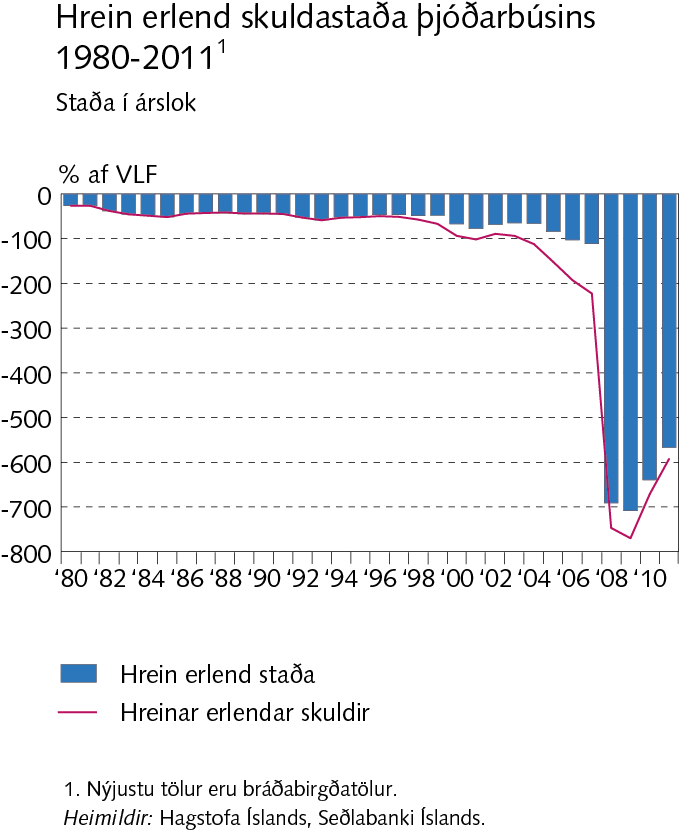 Hrein erlend skuldastaða þjóðarbúsins
1980-2011¹
Staða í árslok
% af VLF
0
-100
-200
-300
-400
-500
-600
-700
-800
‘80 ‘82 ‘84 ‘86 ‘88 ‘90 ‘92 ‘94 ‘96 ‘98 ‘00 ‘02 ‘04 ‘06 ‘08 ‘10
Hrein erlend staða
Hreinar erlendar skuldir
1. Nýjustu tölur eru bráðabirgðatölur.
Heimildir: Hagstofa Íslands, Seðlabanki Íslands.